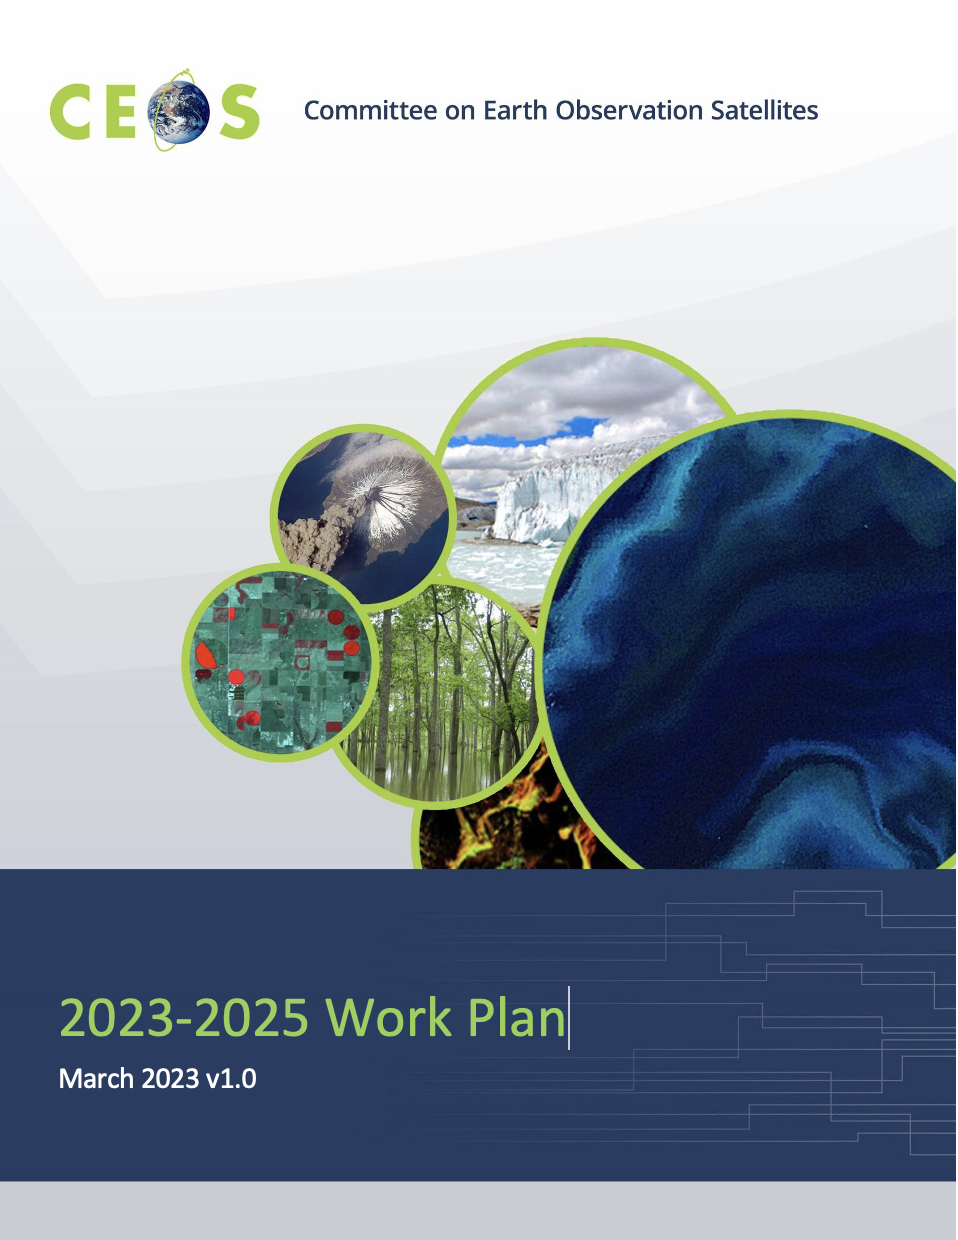 CEOS
Committee on Earth Observation Satellites
2023-2025 Work Plan
March 2023 v1.0